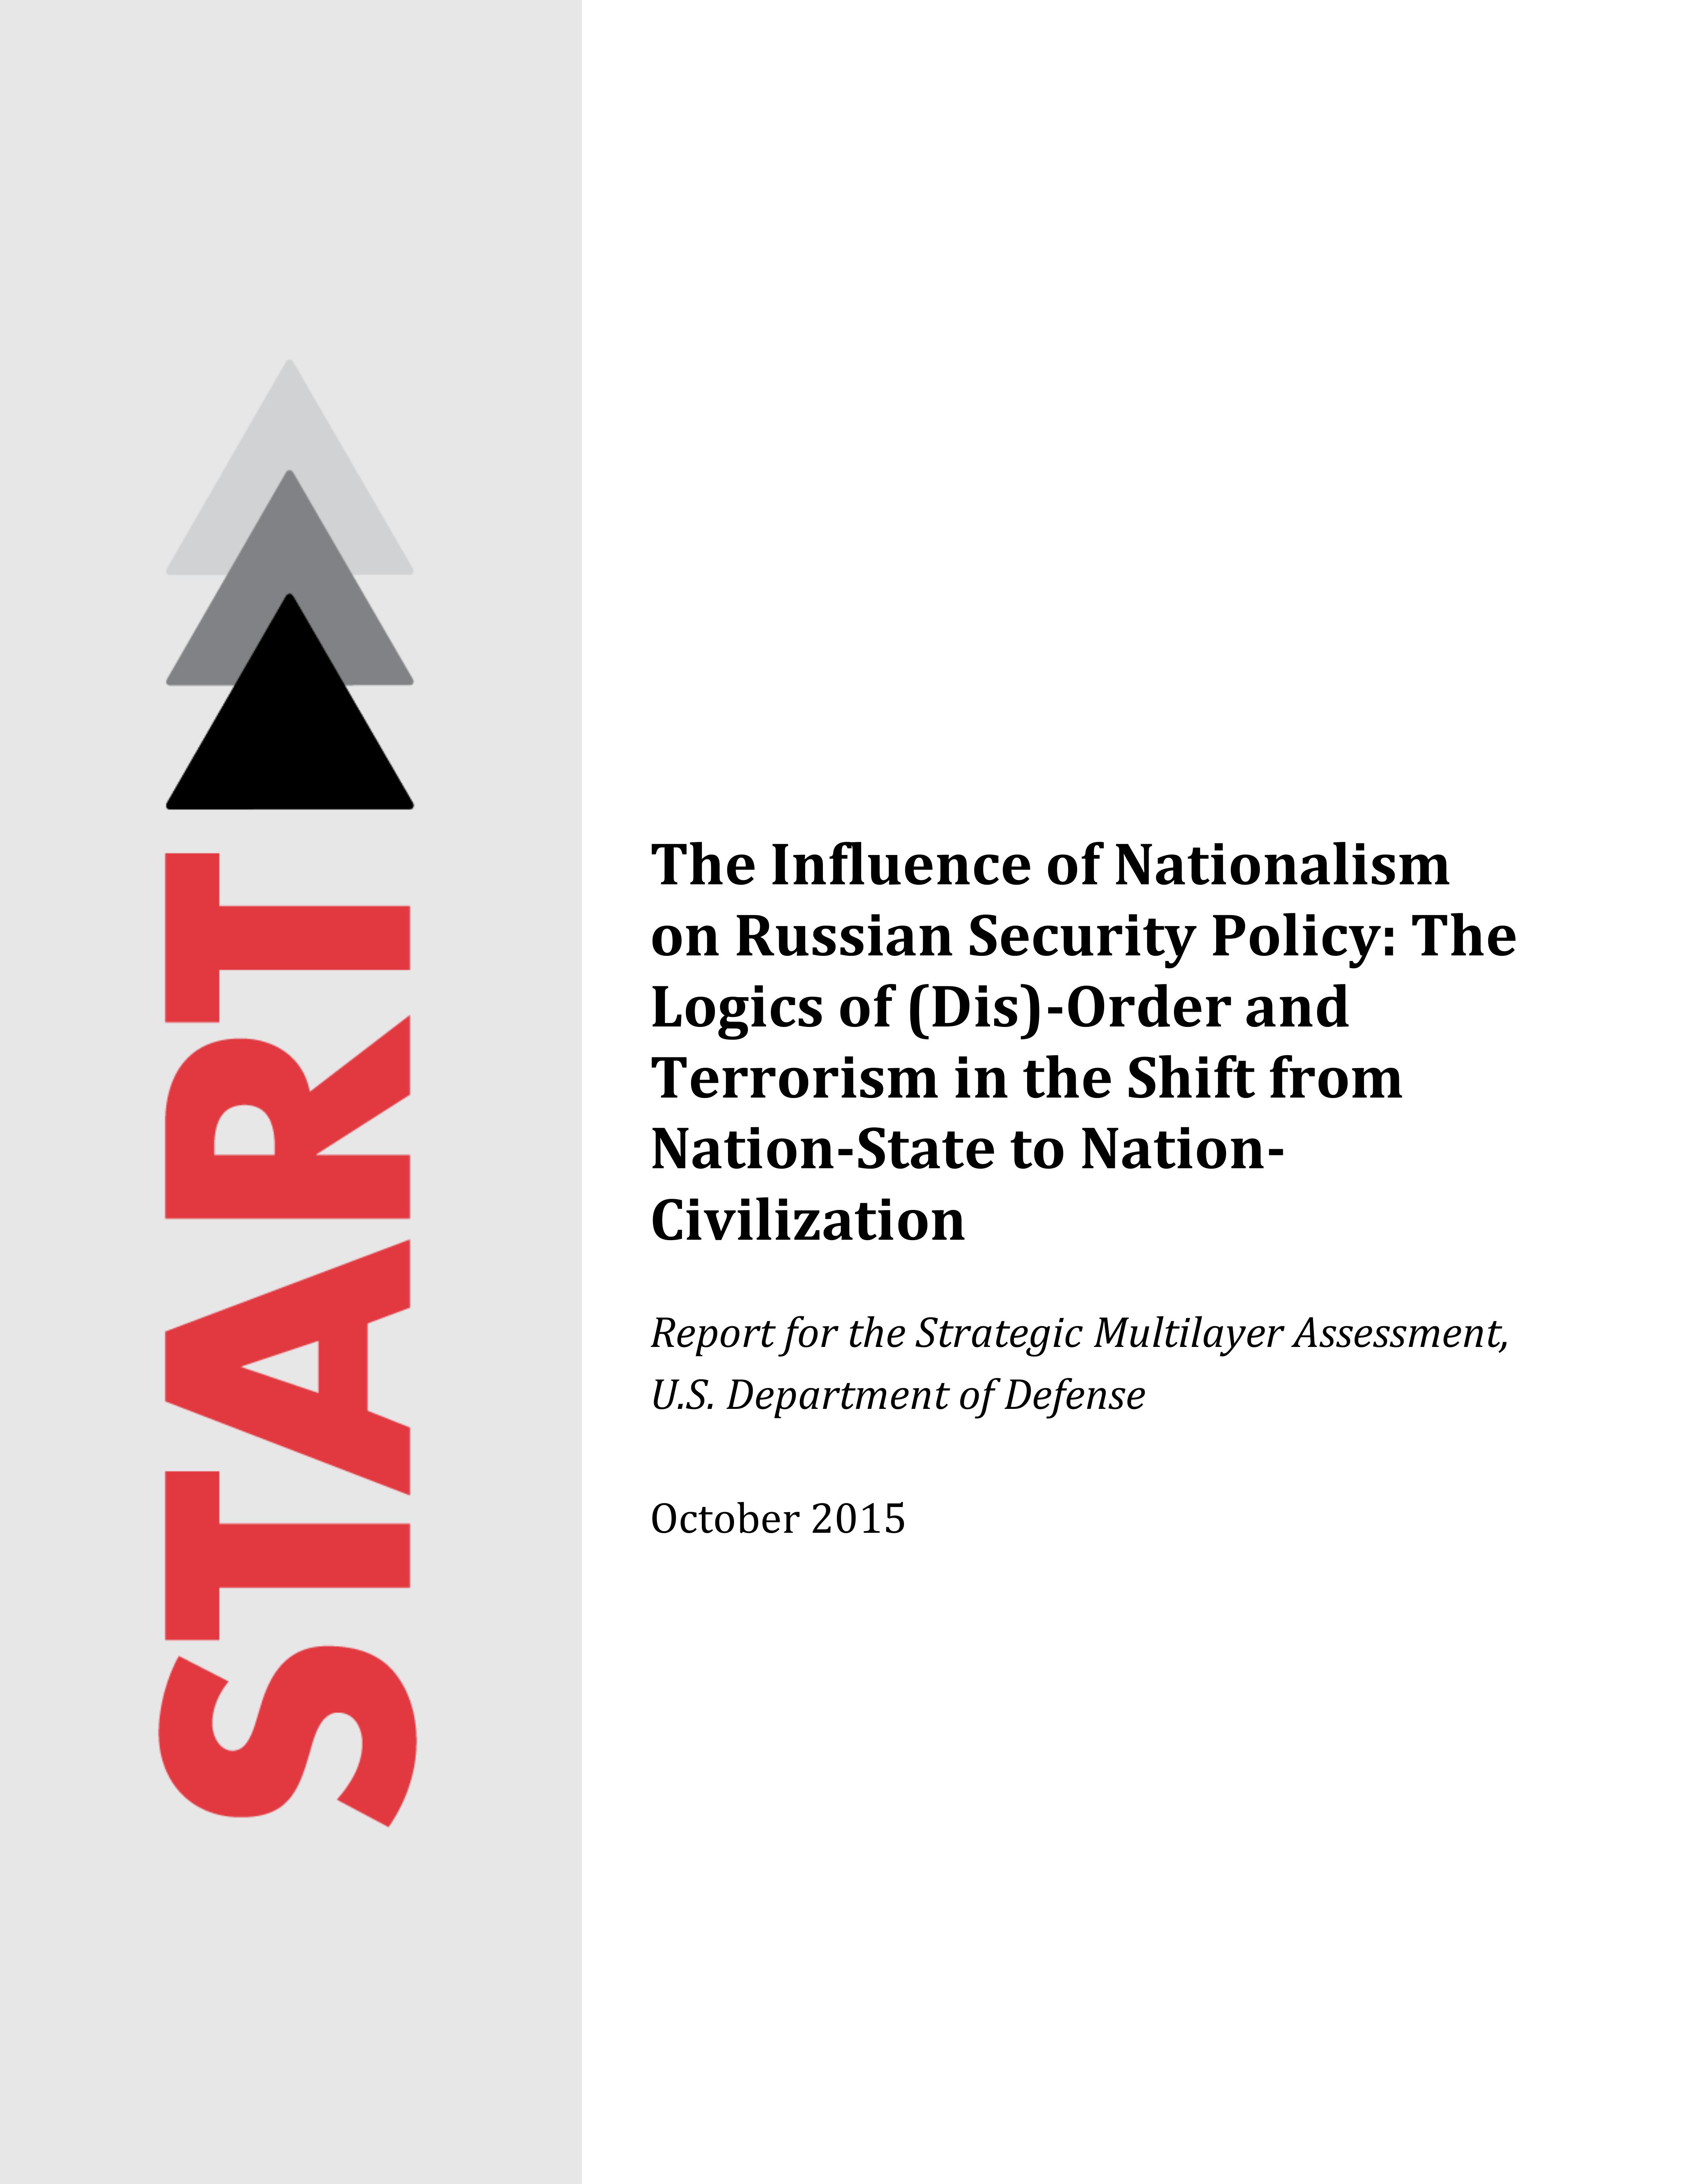 START
The Influence of Nationalism
on Russian Security Policy: The
Logics of (Dis)-Order and
Terrorism in the Shift from
Nation-State to Nation-
Civilization
Report for the Strategic Multilayer Assessment,
U.S. Department of Defense
October 2015